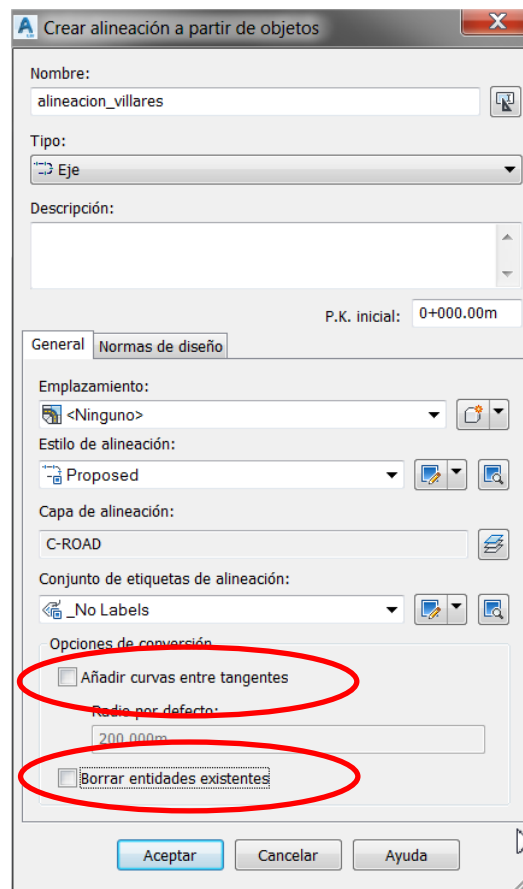 Crear alineación a partir de objetos
Nombre:
alineacion_villares
Tipo:
Eje
Descripción:
P.K. inicial: 0+000.00m
General Normas de diseño
Emplazamiento:
<Ninguno>
Estilo de alineación:
Proposed
Capa de alineación:
C-ROAD
Conjunto de etiquetas de alineación:
_No Labels
Opciones de conversión
Añadir curvas entre tangentes
Radio por defecto:
200.000m
Borrar entidades existentes
Aceptar Cancelar Ayuda